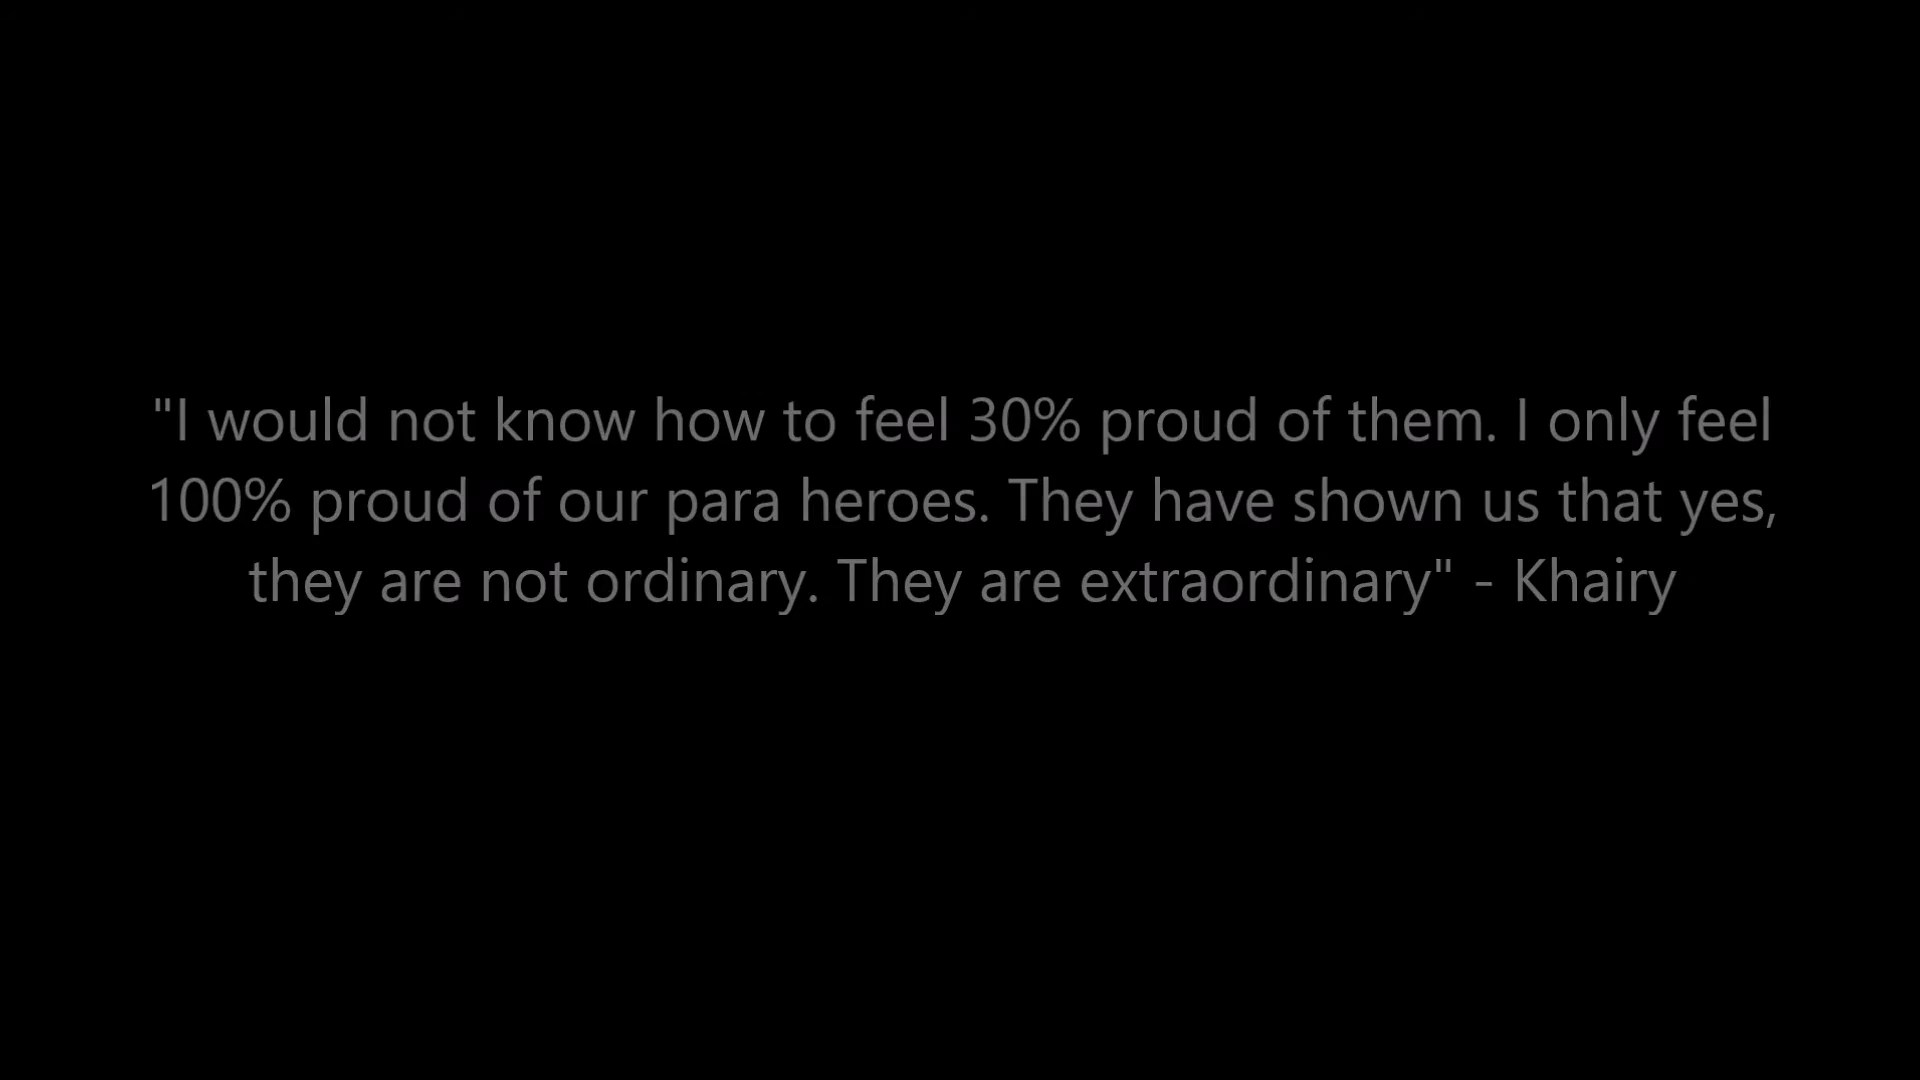 "I would not know how to feel 30% proud of them. I only feel
100% proud of our para heroes. They have shown us that yes,
they are not ordinary. They are extraordinary" - Khairy